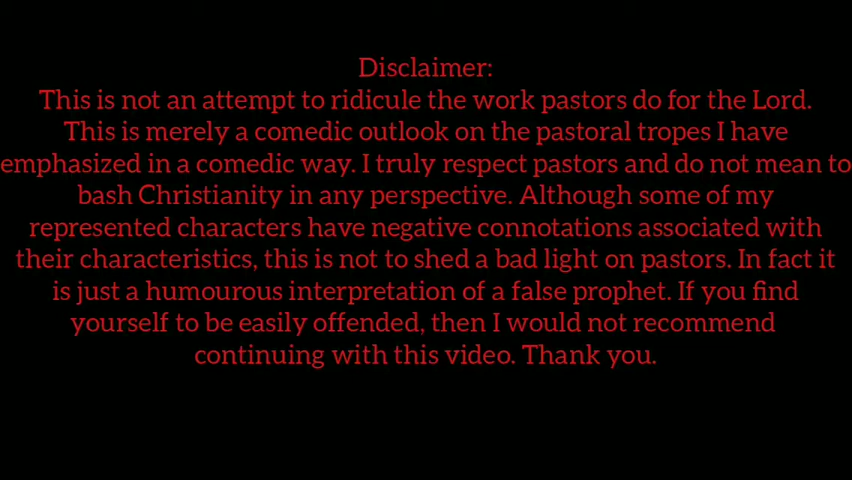 Disclaimer:
This is not an attempt to ridicule the work pastors do for the Lord.
This is merely a comedic outlook on the pastoral tropes I have
emphasized in a comedic way. I truly respect pastors and do not mean to
bash Christianity in any perspective. Although some of my
represented characters have negative connotations associated with
their characteristics, this is not to shed a bad light on pastors. In fact it
is just a humourous interpretation of a false prophet. If you find
yourself to be easily offended, then I would not recommend
continuing with this video. Thank you.